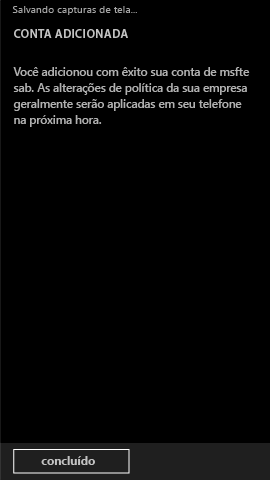 Salvando capturas de tela...
CONTA ADICIONADA
Você adicionou com êxito sua conta de msfte
sab. As alterações de política da sua empresa
geralmente serão aplicadas em seu telefone
na próxima hora.
concluído